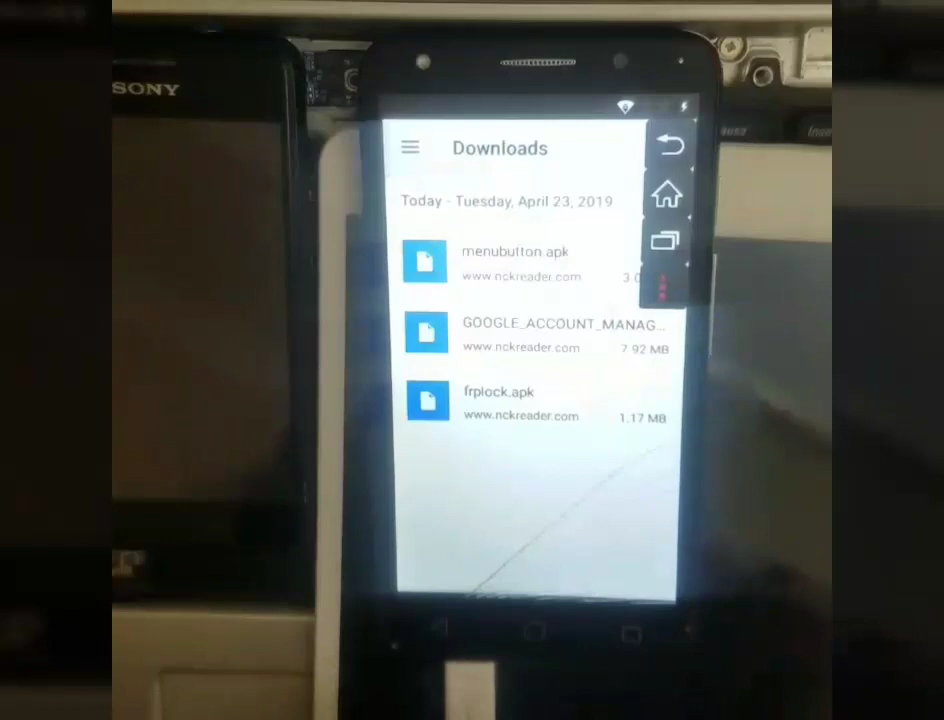 SONY
Downloads
Today - Tuesday, April 23, 2019
menubutton.apk
www.nckreader.com
GOOGLE_ACCOUNT_MANAG...
www.nckreader.com 7.92 MB
frplock.apk
www.nckreader.com 1.17 MB